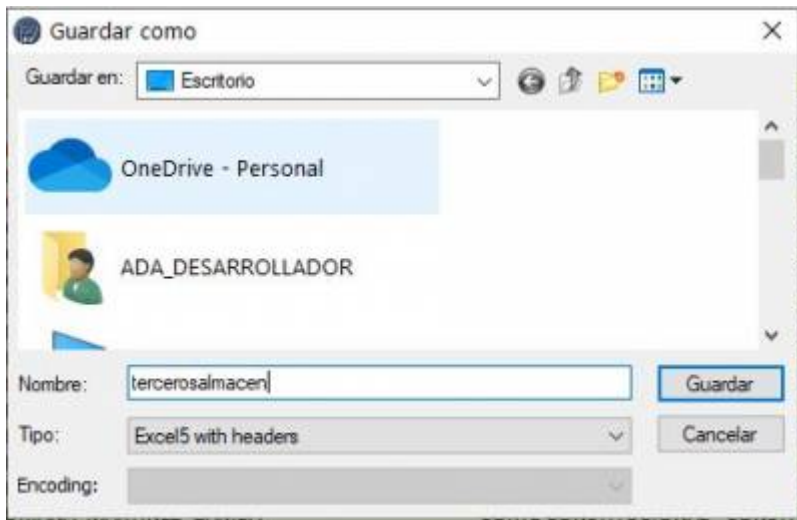 Guardar como
Guardar en: Escritorio
OneDrive - Personal
ADA_DESARROLLADOR
Nombre: tercerosalmacen Guardar
Tipo: Excel5 with headers Cancelar
Encoding: